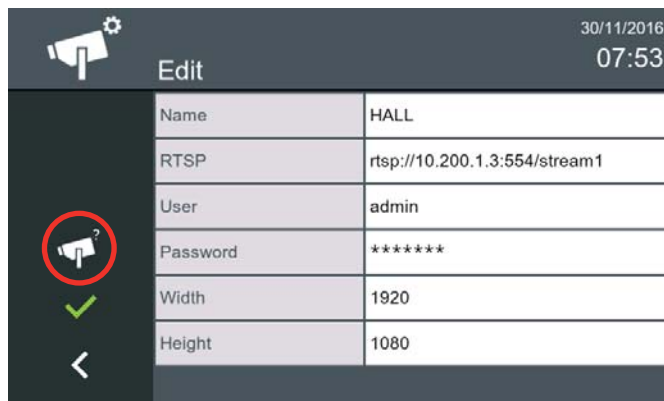 30/11/2016
07:53
Edit
Name HALL
RTSP rtsp://10.200.1.3:554/stream1
User admin
Password *******
Width 1920
Height 1080
?